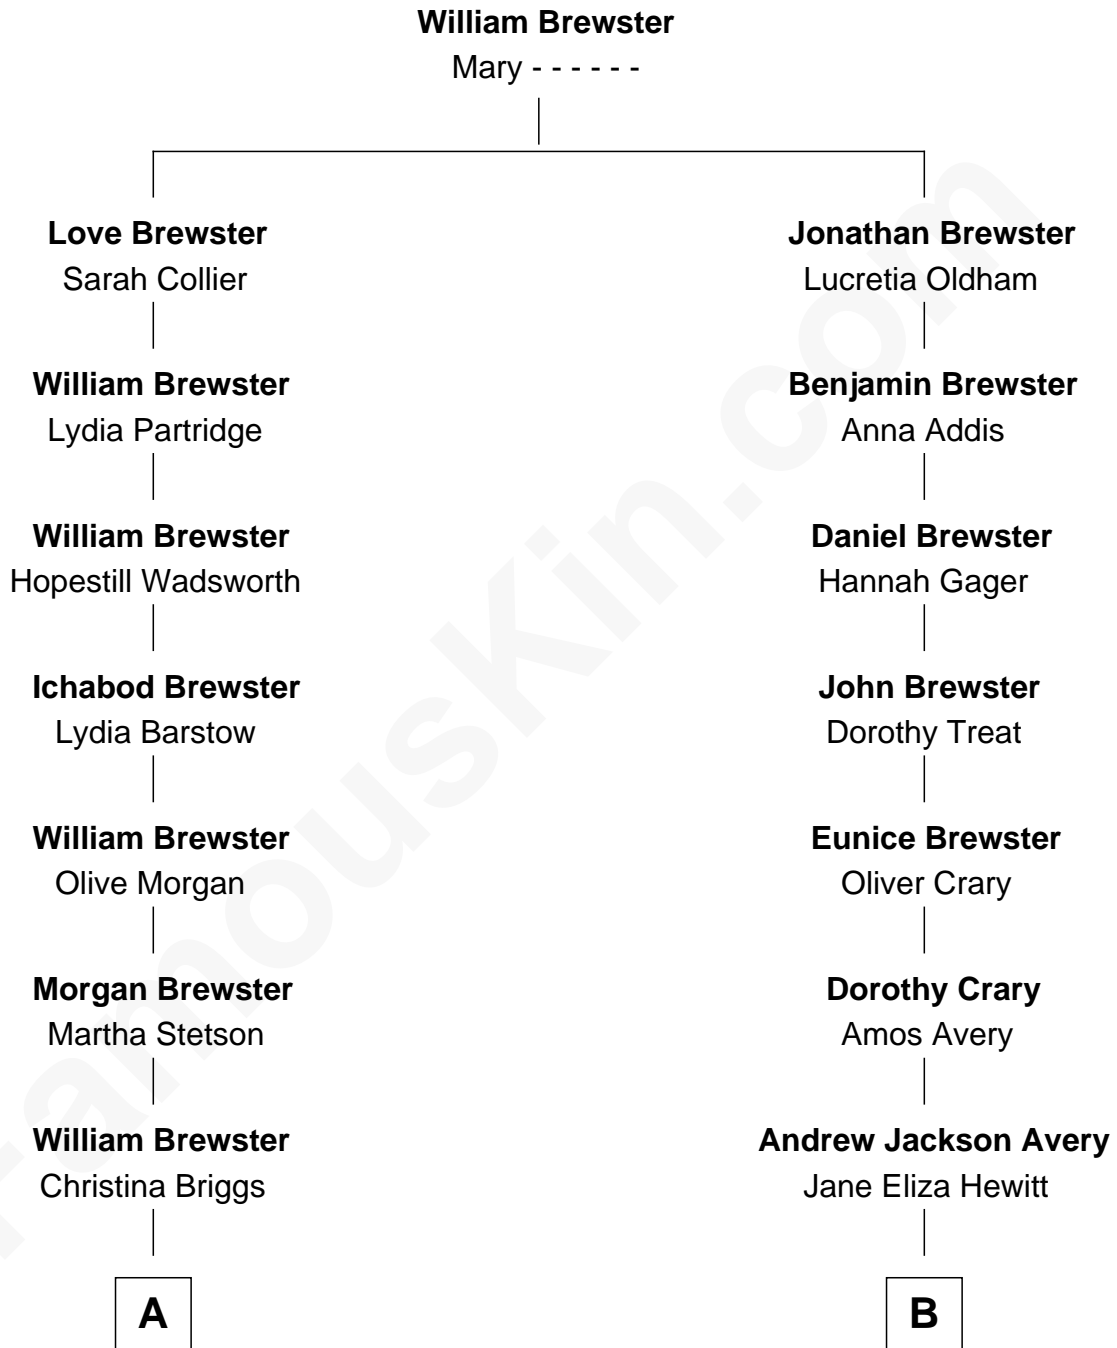 William Brewster
Mary - - - - - -
Love Brewster
Sarah Collier
Jonathan Brewster
Lucretia Oldham
William Brewster
Lydia Partridge
Benjamin Brewster
Anna Addis
William Brewster
Hopestill Wadsworth
Daniel Brewster
Hannah Gager
Ichabod Brewster
Lydia Barstow
John Brewster
Dorothy Treat
William Brewster
Olive Morgan
Eunice Brewster
Oliver Crary
Morgan Brewster
Martha Stetson
Dorothy Crary
Amos Avery
William Brewster
Christina Briggs
Andrew Jackson Avery
Jane Eliza Hewitt
A
B
FamousKin.com